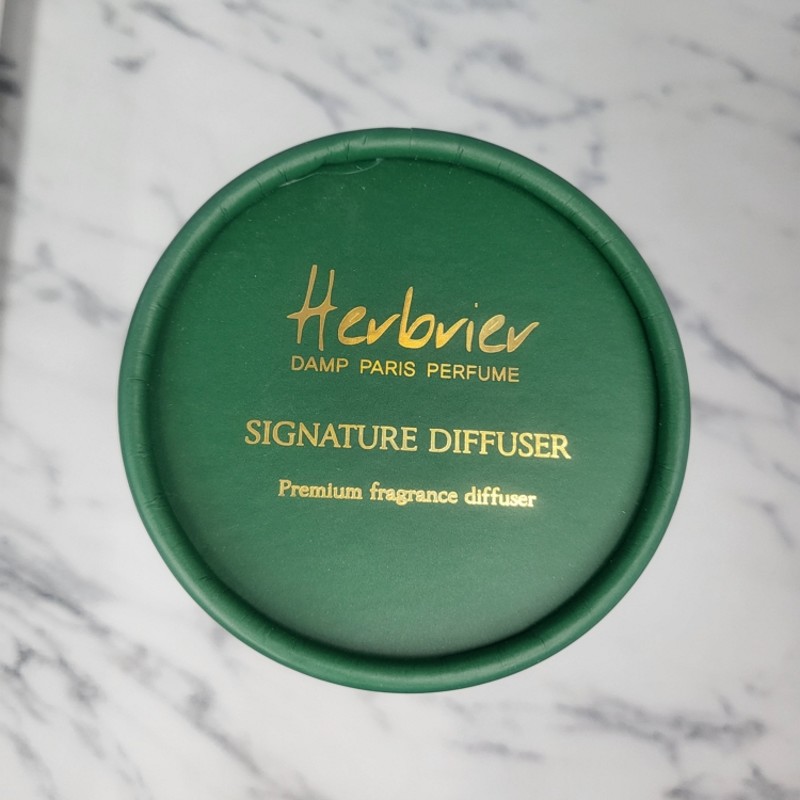 Herbrier
DAMP PARIS PERFUME
SIGNATURE DIFFUSER
Premium fragrance diffuser